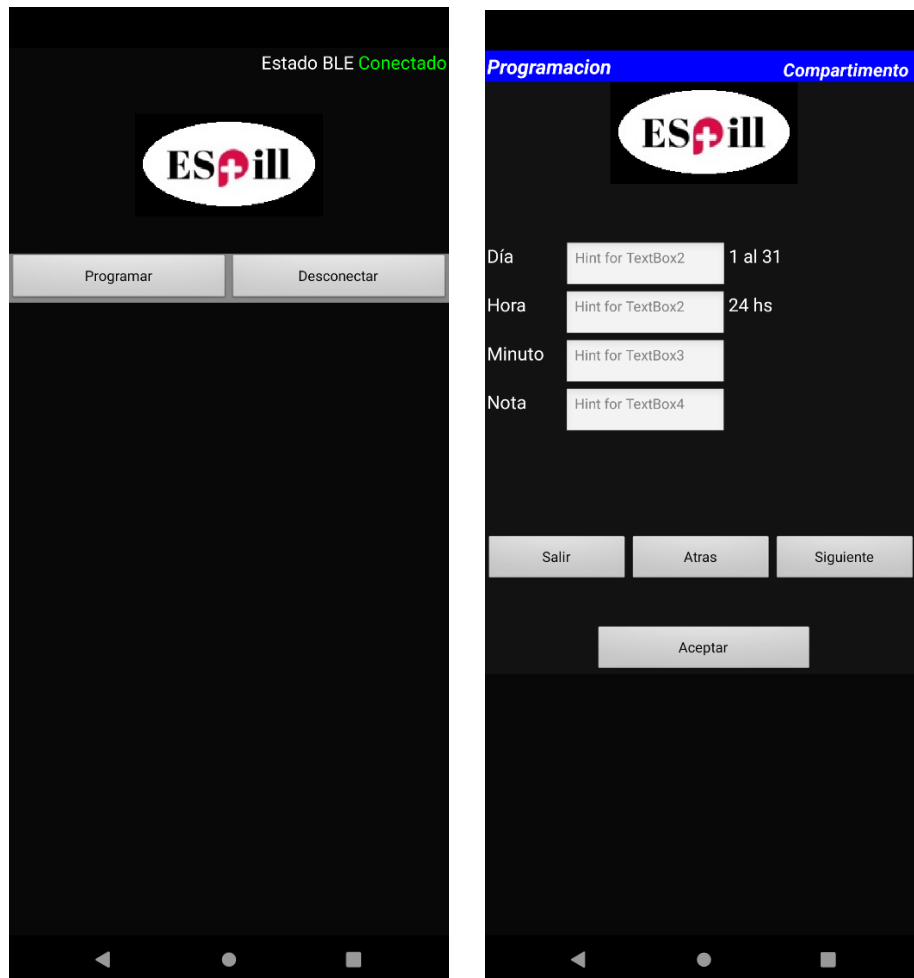 Estado BLE Conectado
ESpill
Programar Desconectar
Programacion Compartimento
ESpill
Día Hint for TextBox2 1 al 31
Hora Hint for TextBox2 24 hs
Minuto Hint for TextBox3
Nota Hint for TextBox4
Salir Atras Siguiente
Aceptar